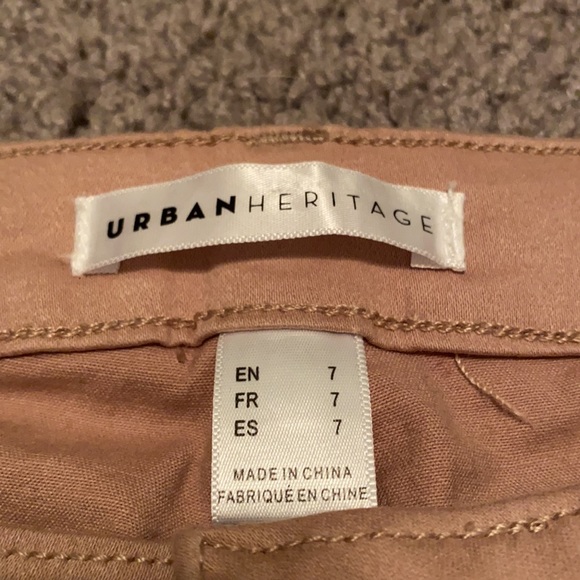 URBANHERITAGE
EN 7
FR 7
ES 7
MADE IN CHINA
FABRIQUÉ EN CHINE